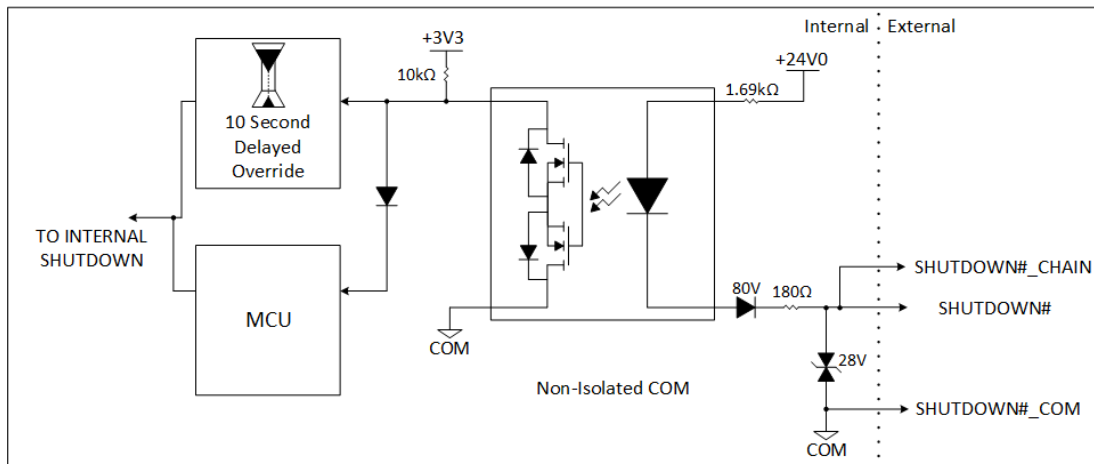 Internal
External
+3V3
+24V0
10kΩ
1.69kΩ
10 Second
Delayed
Override
TO INTERNAL
SHUTDOWN
MCU
COM
Non-Isolated COM
80V
180Ω
28V
SHUTDOWN#_CHAIN
SHUTDOWN#
SHUTDOWN#_COM
COM